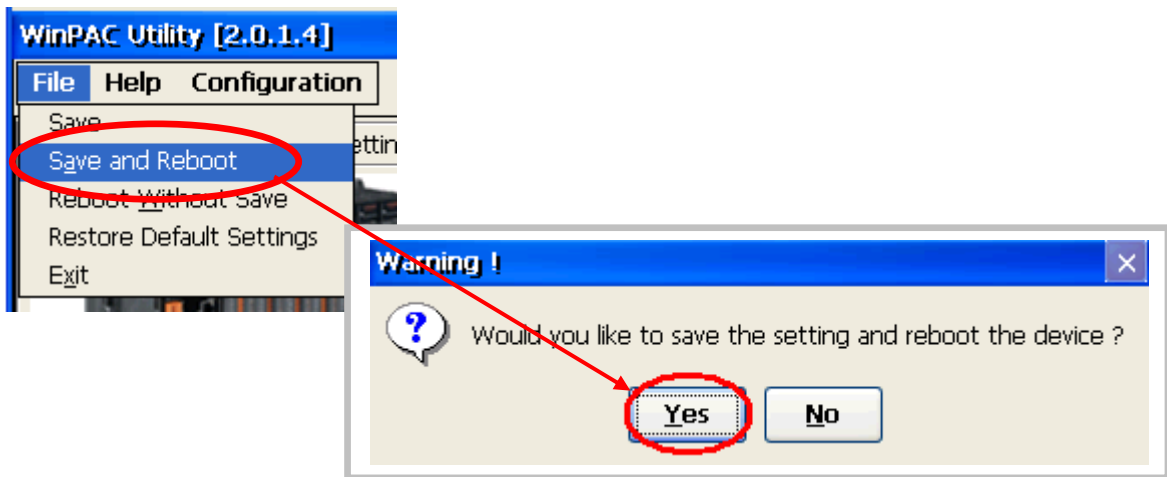 WinPAC Utility [2.0.1.4]
File Help Configuration
Save
Save and Reboot
Reboot Without Save
Restore Default Settings
Exit
Warning !
Would you like to save the setting and reboot the device ?
Yes No